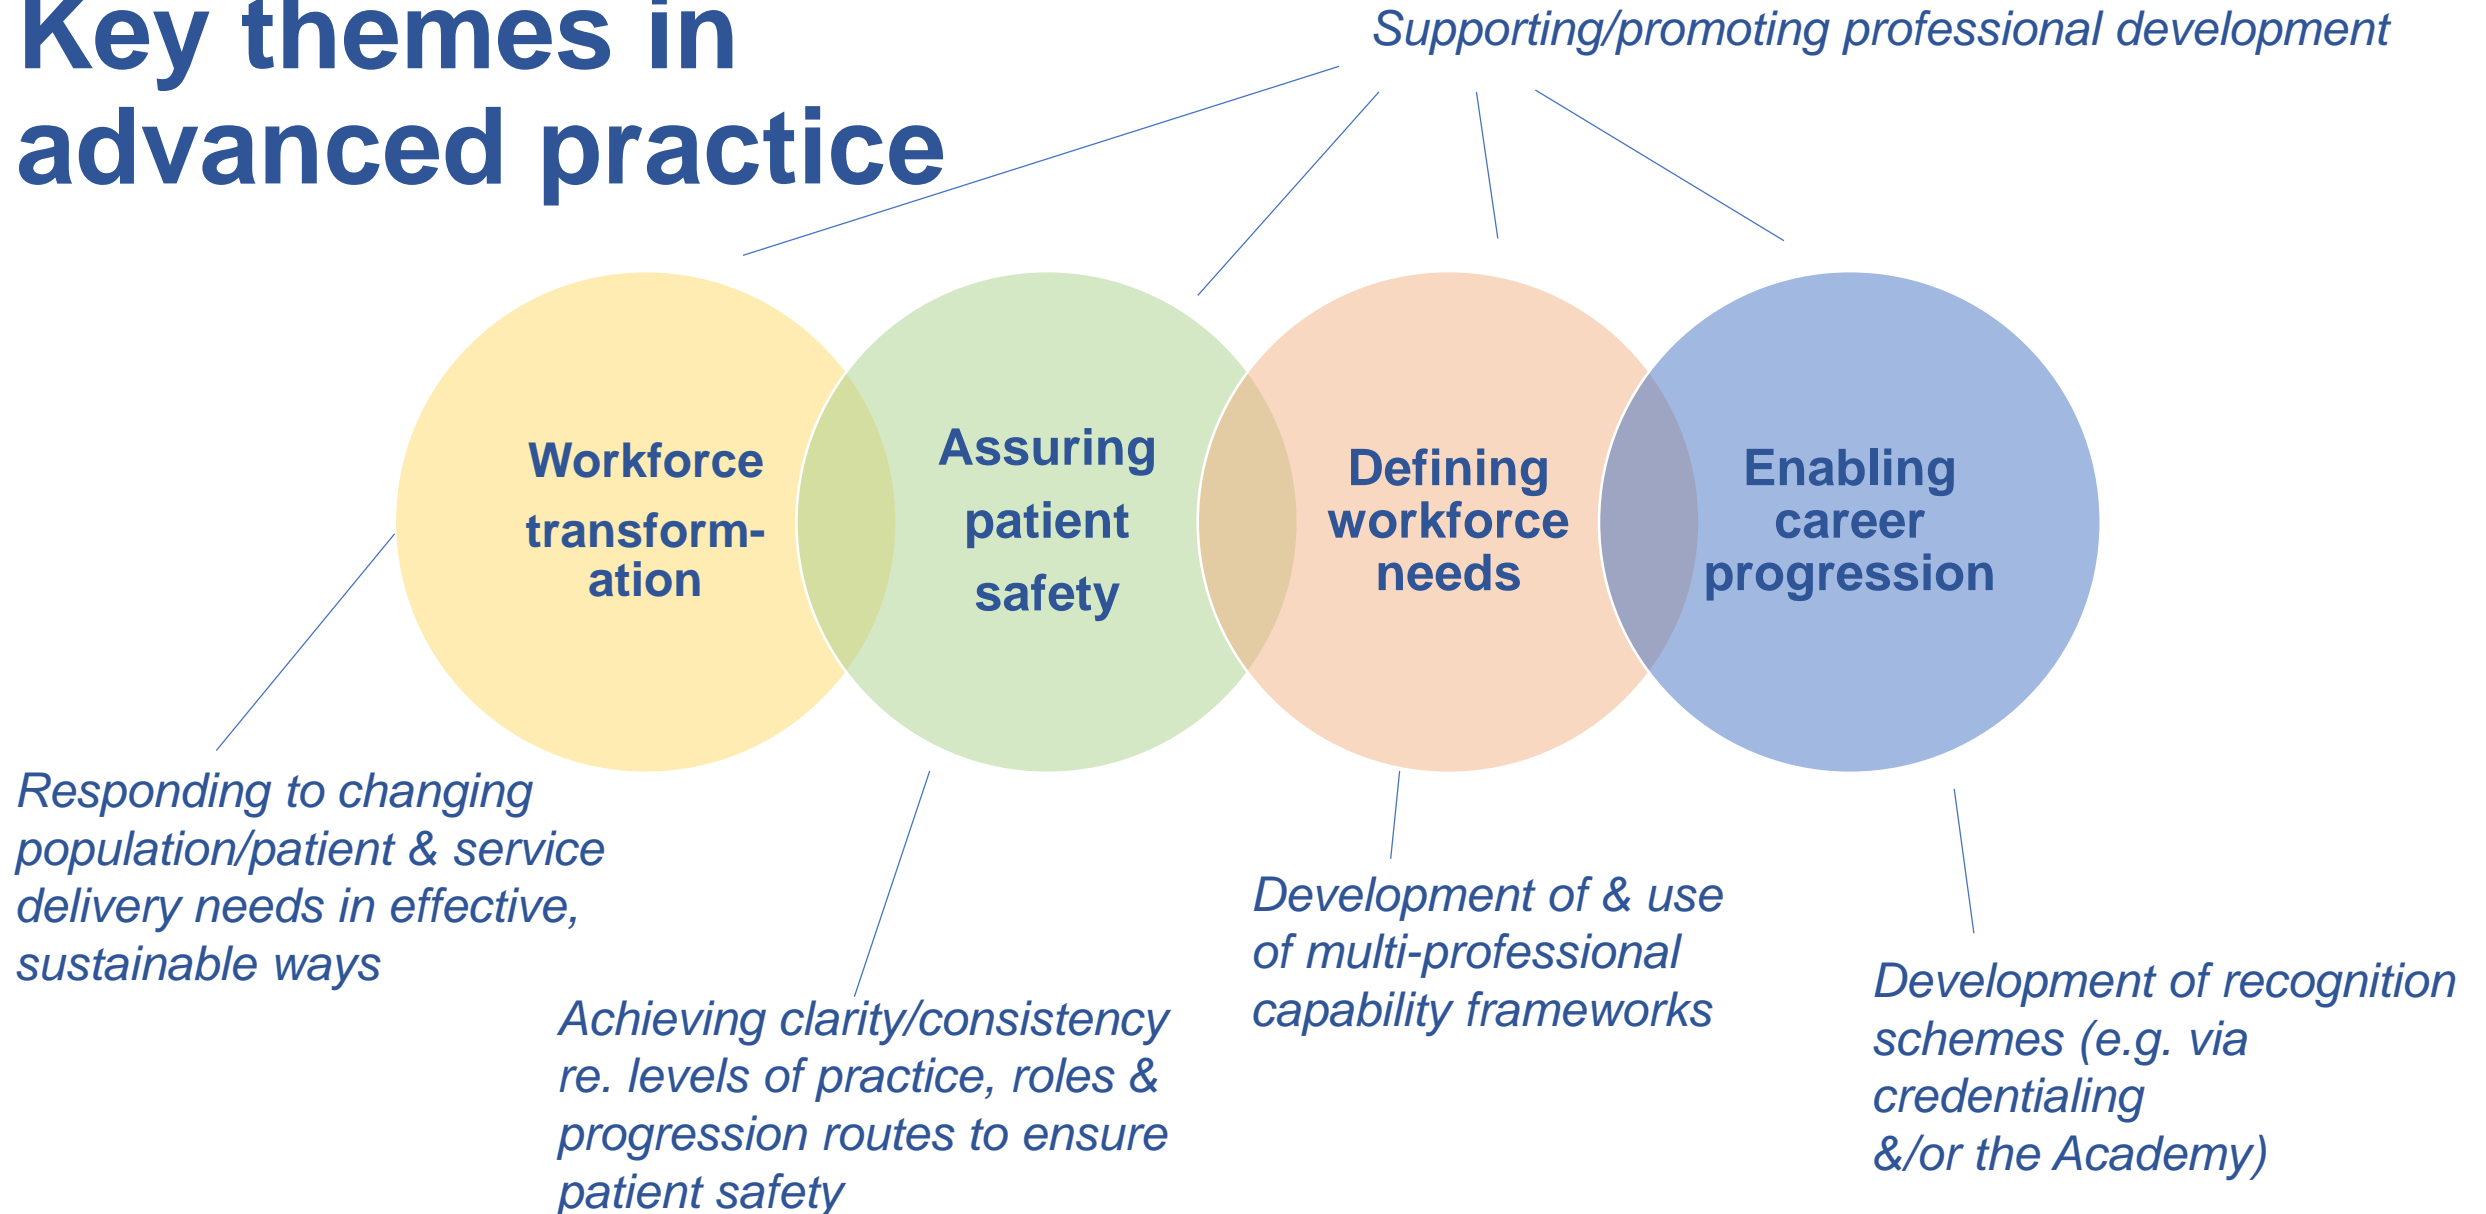 Key themes in
advanced practice
Supporting/promoting professional development
Workforce
transform-
ation
Assuring
patient
safety
Defining
workforce
needs
Enabling
career
progression
Responding to changing
population/patient & service
delivery needs in effective,
sustainable ways
Achieving clarity/consistency
re. levels of practice, roles &
progression routes to ensure
patient safety
Development of & use
of multi-professional
capability frameworks
Development of recognition
schemes (e.g. via
credentialing
&/or the Academy)